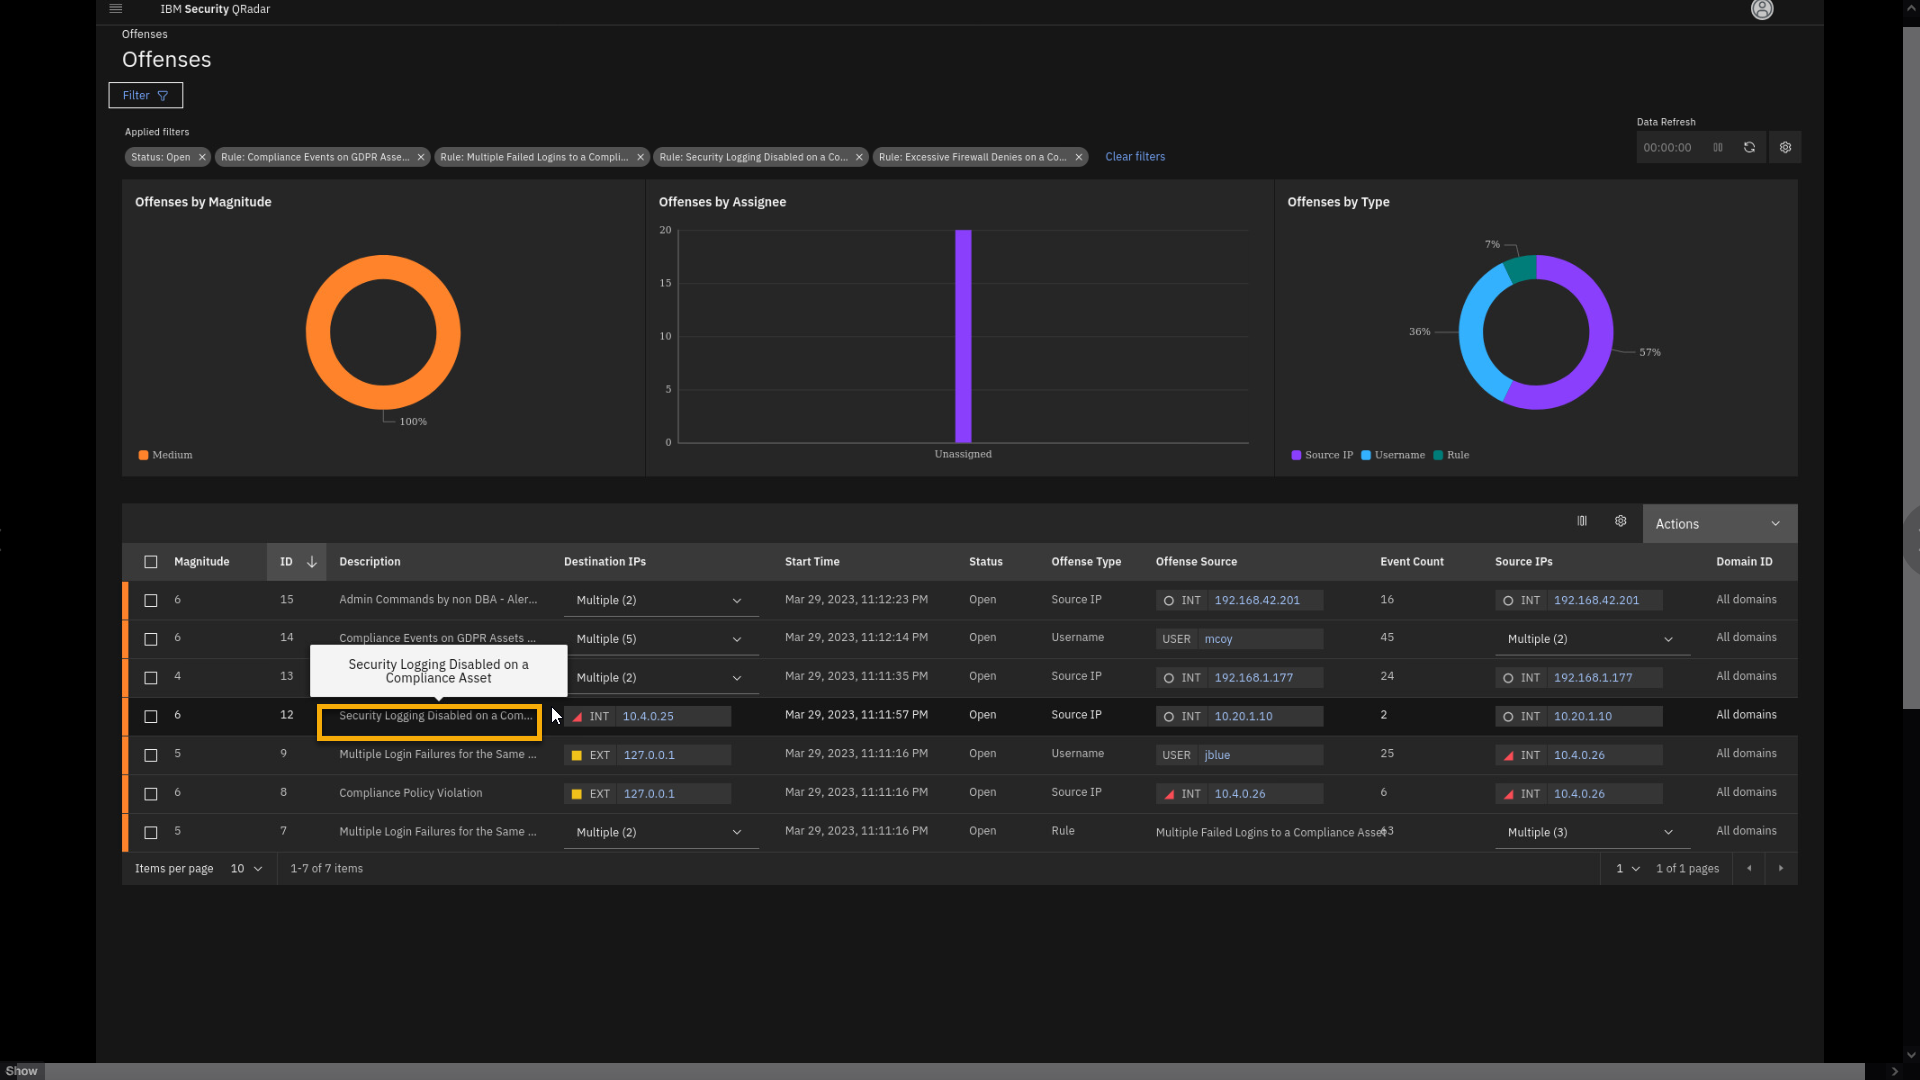 IBM Security QRadar
Offenses
Offenses
Filter
Applied filters
Data Refresh
Status: Open
Rule: Compliance Events on GDPR Asse...
Rule: Multiple Failed Logins to a Compli...
Rule: Security Logging Disabled on a Co...
Rule: Excessive Firewall Denies on a Co...
Clear filters
00:00:00
Offenses by Magnitude
100%
Medium
Offenses by Assignee
20
15
10
5
0
Unassigned
Offenses by Type
7%
36%
57%
Source IP Username Rule
Actions
Magnitude ID Description Destination IPs Start Time Status Offense Type Offense Source Event Count Source IPs Domain ID
6 15 Admin Commands by non DBA - Aler... Multiple (2) Mar 29, 2023, 11:12:23 PM Open Source IP INT 192.168.42.201 16 INT 192.168.42.201 All domains
6 14 Compliance Events on GDPR Assets ... Multiple (5) Mar 29, 2023, 11:12:14 PM Open Username USER mcoy 45 Multiple (2) All domains
Security Logging Disabled on a
Compliance Asset
4 13 Multiple (2) Mar 29, 2023, 11:11:35 PM Open Source IP INT 192.168.1.177 24 INT 192.168.1.177 All domains
6 12 Security Logging Disabled on a Com... INT 10.4.0.25 Mar 29, 2023, 11:11:57 PM Open Source IP INT 10.20.1.10 2 INT 10.20.1.10 All domains
5 9 Multiple Login Failures for the Same ... EXT 127.0.0.1 Mar 29, 2023, 11:11:16 PM Open Username USER jblue 25 INT 10.4.0.26 All domains
6 8 Compliance Policy Violation EXT 127.0.0.1 Mar 29, 2023, 11:11:16 PM Open Source IP INT 10.4.0.26 6 INT 10.4.0.26 All domains
5 7 Multiple Login Failures for the Same ... Multiple (2) Mar 29, 2023, 11:11:16 PM Open Rule Multiple Failed Logins to a Compliance Asset 63 Multiple (3) All domains
Items per page 10 1-7 of 7 items 1 1 of 1 pages
Show